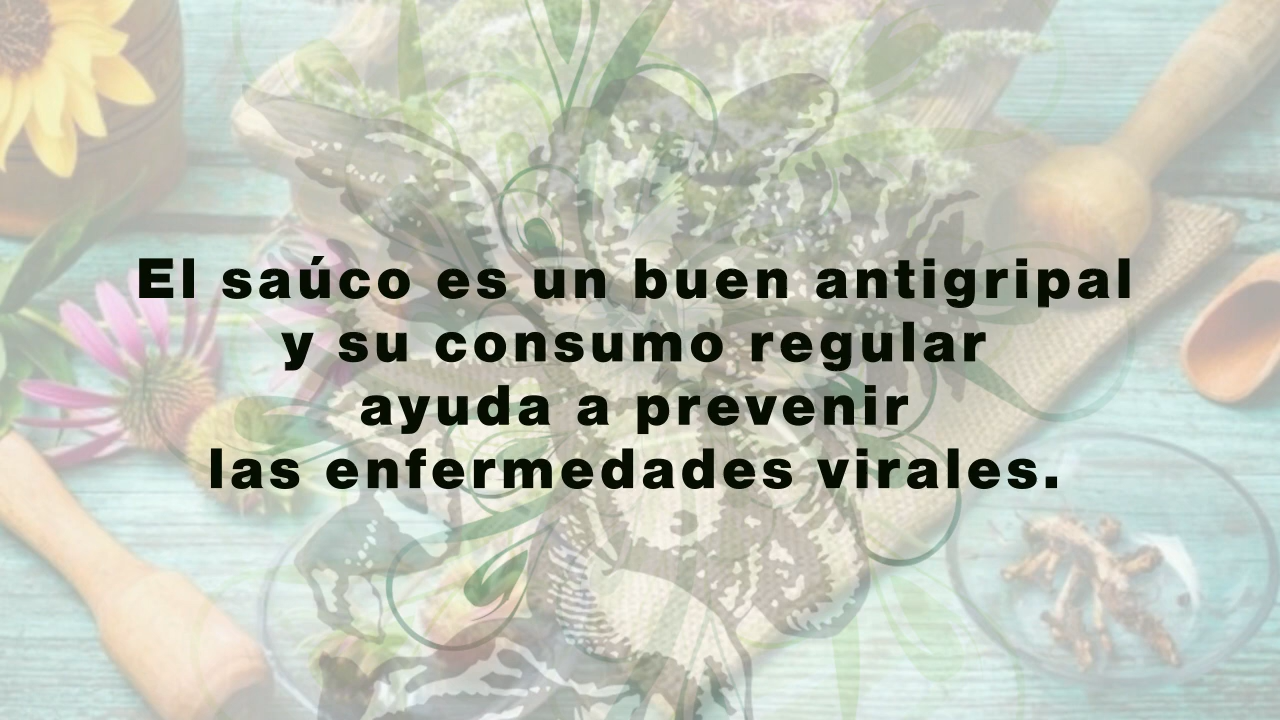 El saúco es un buen antigripal
y su consumo regular
ayuda a prevenir
las enfermedades virales.